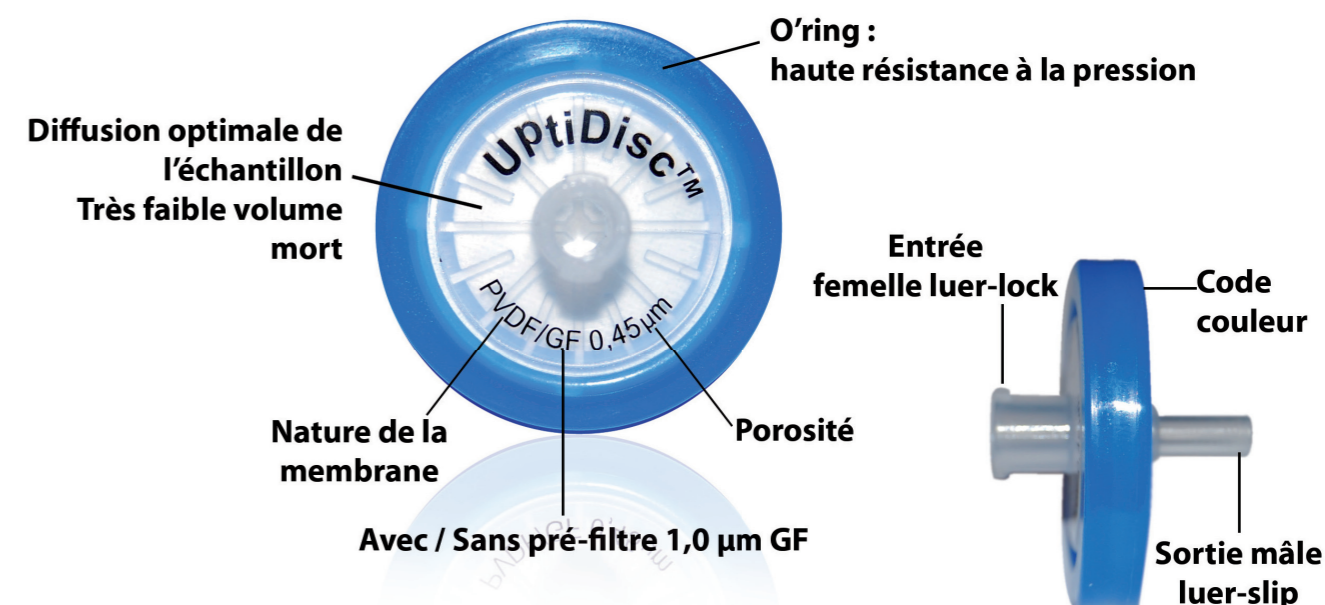 O'ring :
haute résistance à la pression
Diffusion optimale de
l'échantillon
Très faible volume
mort
UptiDisc™
PVDF/GF 0,45µm
Nature de la
membrane
Porosité
Avec / Sans pré-filtre 1,0 µm GF
Entrée
femelle luer-lock
Code
couleur
Sortie mâle
luer-slip